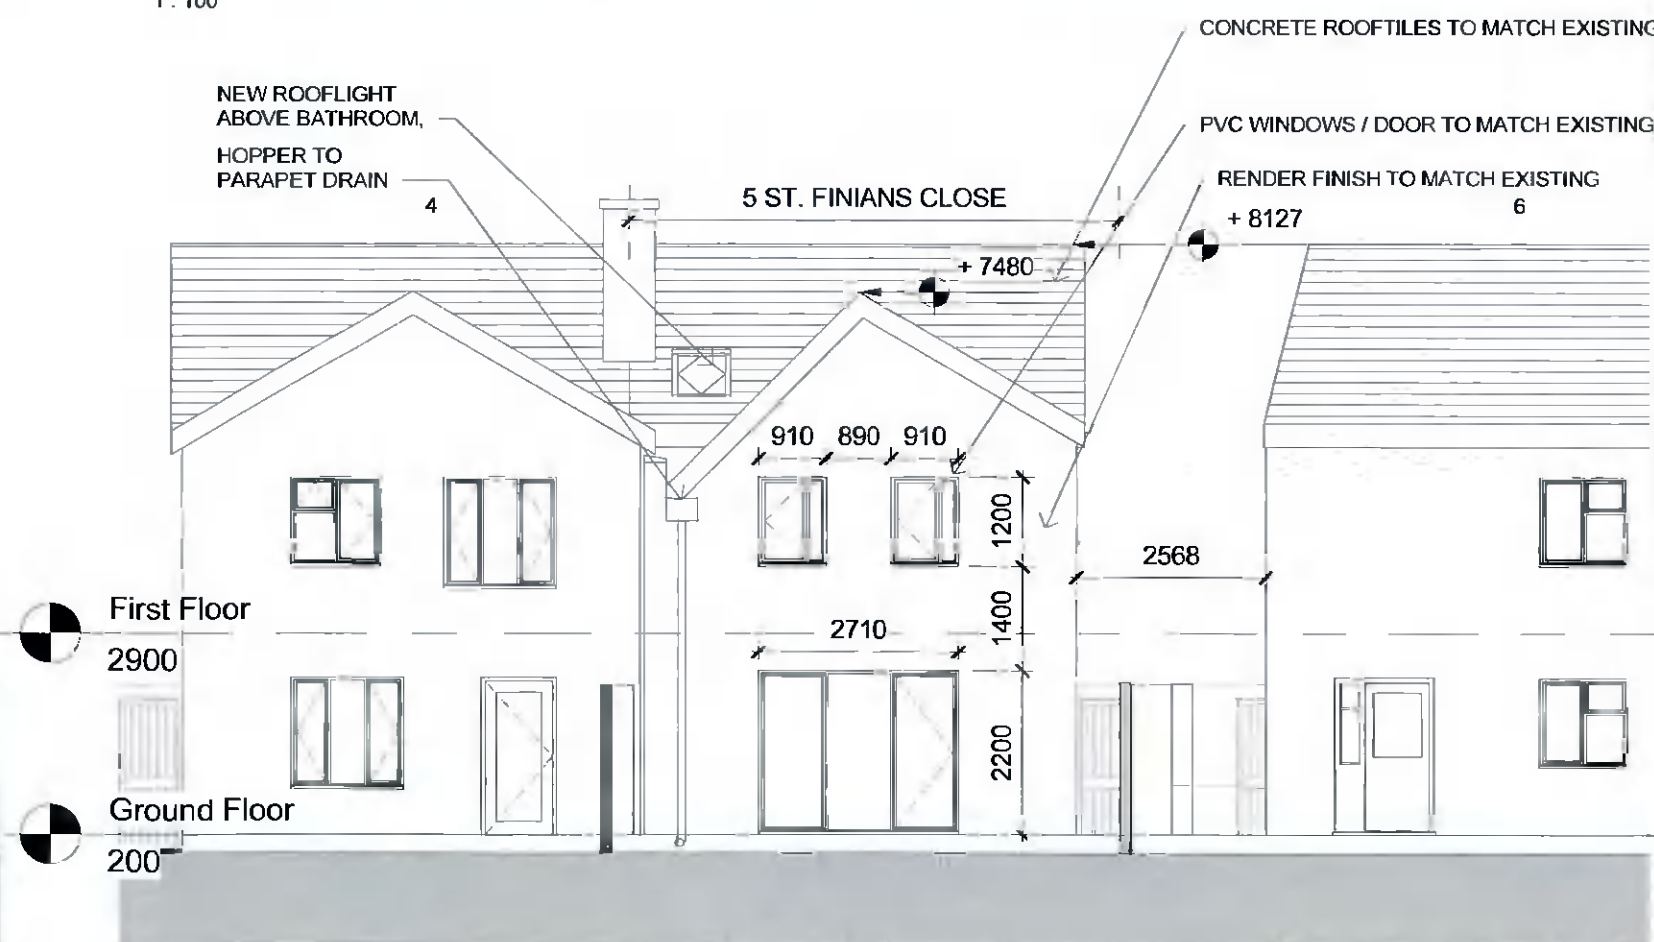 1 : 100
CONCRETE ROOFTILES TO MATCH EXISTING
NEW ROOFLIGHT
ABOVE BATHROOM,
PVC WINDOWS / DOOR TO MATCH EXISTING
HOPPER TO
PARAPET DRAIN
RENDER FINISH TO MATCH EXISTING
4
5 ST. FINIANS CLOSE
6
+ 8127
+ 7480
910
890
910
1200
2568
First Floor
2900
1400
2710
2200
Ground Floor
200